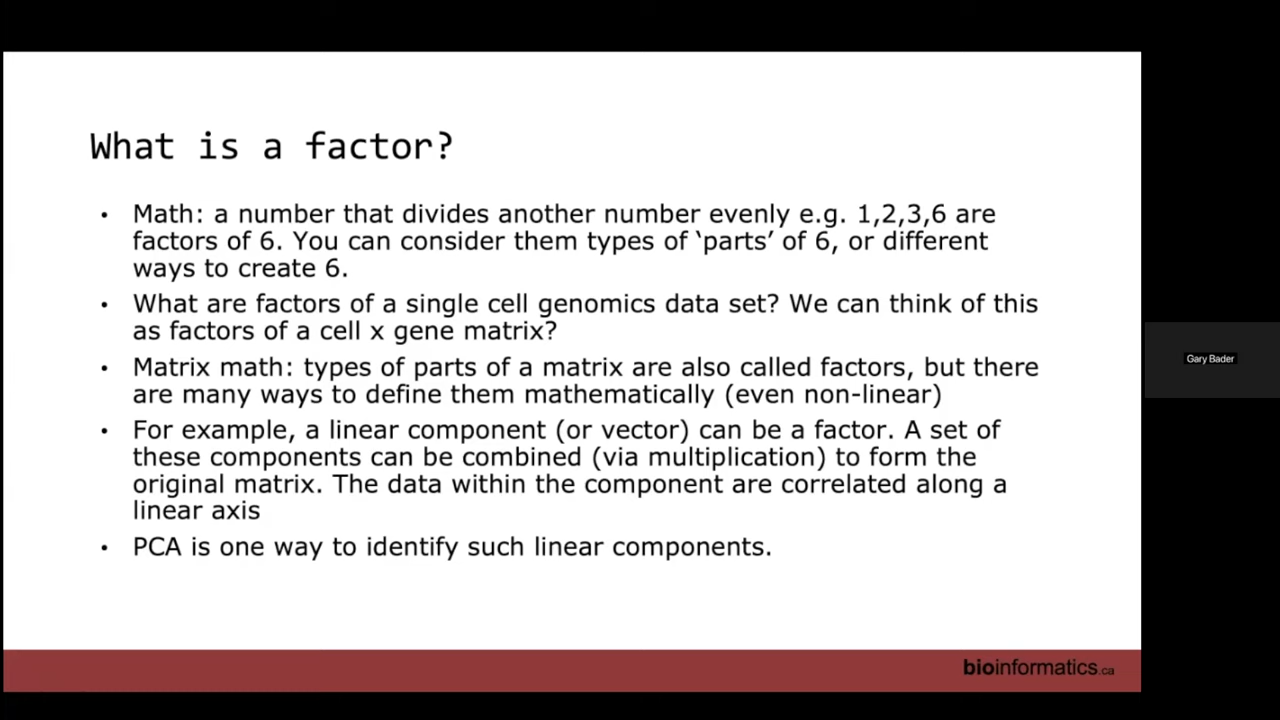 What is a factor?
• Math: a number that divides another number evenly e.g. 1,2,3,6 are
factors of 6. You can consider them types of ‘parts’ of 6, or different
ways to create 6.
• What are factors of a single cell genomics data set? We can think of this
as factors of a cell x gene matrix?
• Matrix math: types of parts of a matrix are also called factors, but there
are many ways to define them mathematically (even non-linear)
• For example, a linear component (or vector) can be a factor. A set of
these components can be combined (via multiplication) to form the
original matrix. The data within the component are correlated along a
linear axis
• PCA is one way to identify such linear components.
Gary Bader
bioinformatics.ca